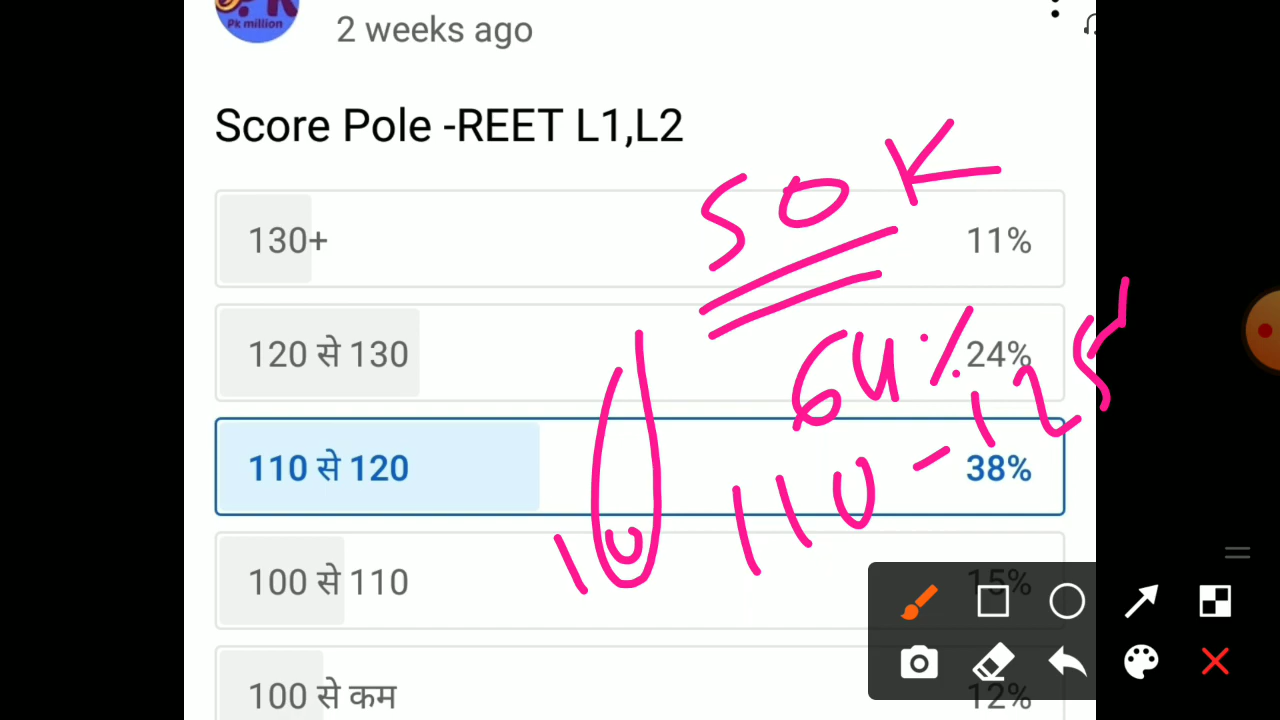 Pk million
2 weeks ago
Score Pole -REET L1,L2
50K
130+ 11%
120 से 130 24%
64%
110 से 120 38%
110-125
10
100 से 110 15%
100 से कम 12%